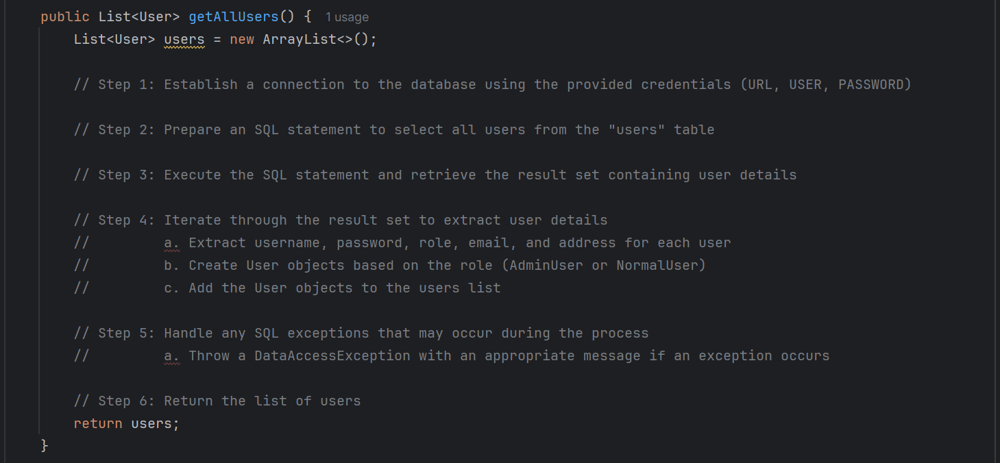 public List<User> getAllUsers() { 1 usage
List<User> users = new ArrayList<>();
// Step 1: Establish a connection to the database using the provided credentials (URL, USER, PASSWORD)
// Step 2: Prepare an SQL statement to select all users from the "users" table
// Step 3: Execute the SQL statement and retrieve the result set containing user details
// Step 4: Iterate through the result set to extract user details
// a. Extract username, password, role, email, and address for each user
// b. Create User objects based on the role (AdminUser or NormalUser)
// c. Add the User objects to the users list
// Step 5: Handle any SQL exceptions that may occur during the process
// a. Throw a DataAccessException with an appropriate message if an exception occurs
// Step 6: Return the list of users
return users;
}